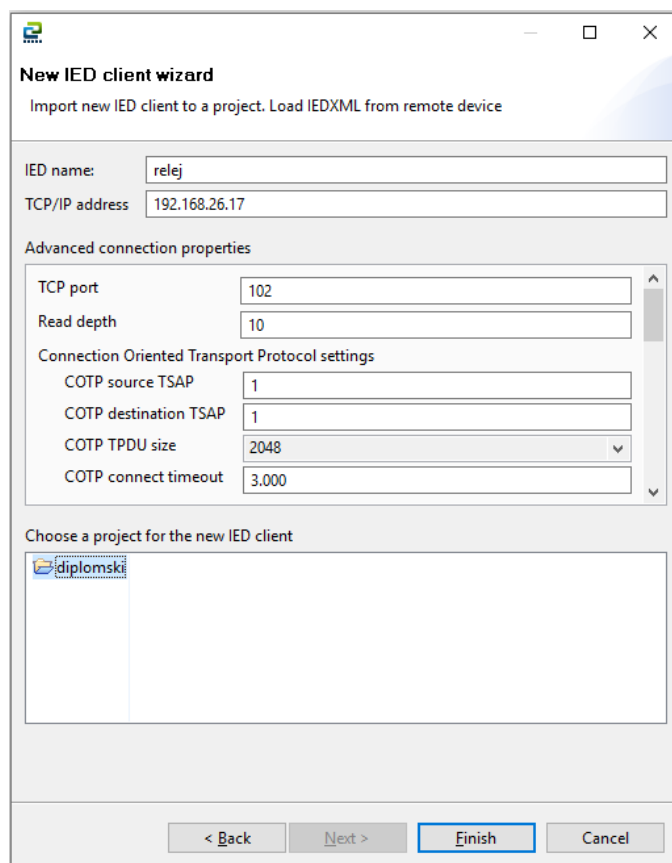 New IED client wizard
Import new IED client to a project. Load IEDXML from remote device
IED name: relej
TCP/IP address 192.168.26.17
Advanced connection properties
TCP port 102
Read depth 10
Connection Oriented Transport Protocol settings
COTP source TSAP 1
COTP destination TSAP 1
COTP TPDU size 2048
COTP connect timeout 3.000
Choose a project for the new IED client
diplomski
< Back Next > Finish Cancel